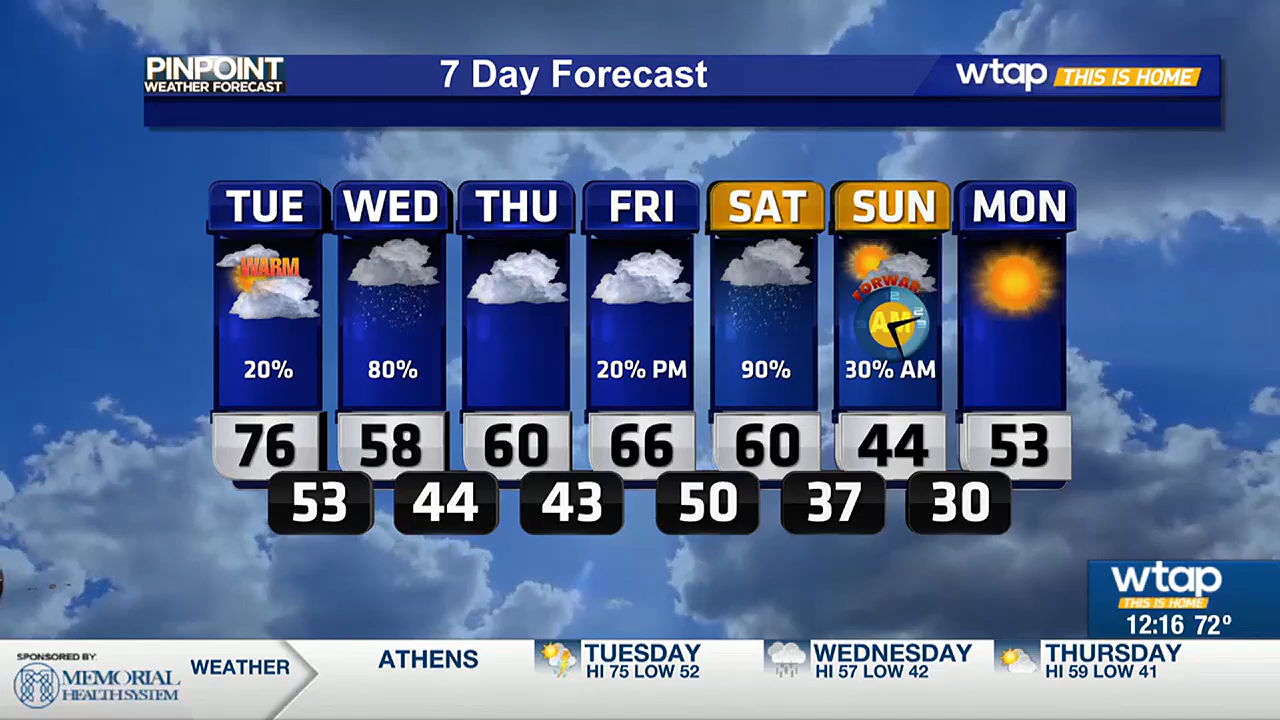 PINPOINT
WEATHER FORECAST
7 Day Forecast
wtap THIS IS HOME
TUE WED THU FRI SAT SUN MON
WARM
FORWAR
12
AM
20% 80% 20% PM 90% 30% AM
76 58 60 66 60 44 53
53 44 43 50 37 30
wtap
THIS IS HOME
12:16 72°
SPONSORED BY:
MEMORIAL
HEALTH SYSTEM
WEATHER
ATHENS
TUESDAY
HI 75 LOW 52
WEDNESDAY
HI 57 LOW 42
THURSDAY
HI 59 LOW 41